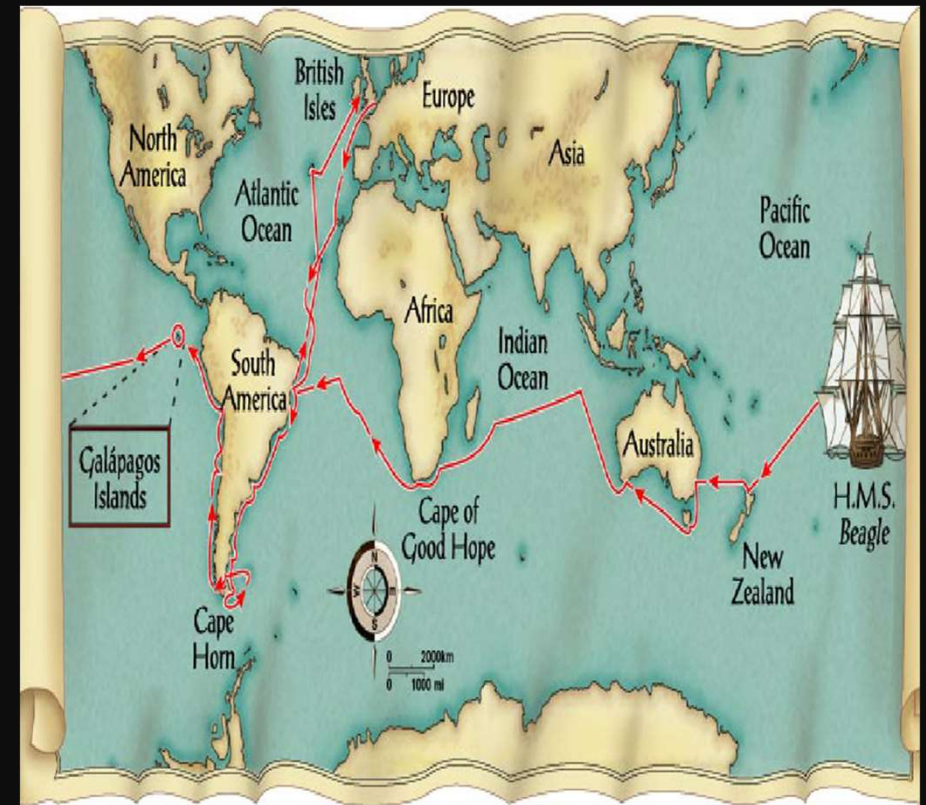 British
Isles
Europe
North
America
Asia
Atlantic
Ocean
Pacific
Ocean
Africa
Indian
Ocean
South
America
Galápagos
Islands
Australia
Cape of
Good Hope
H.M.S.
Beagle
New
Zealand
Cape
Horn
N
W
E
S
0 2000km
0 1000 mi